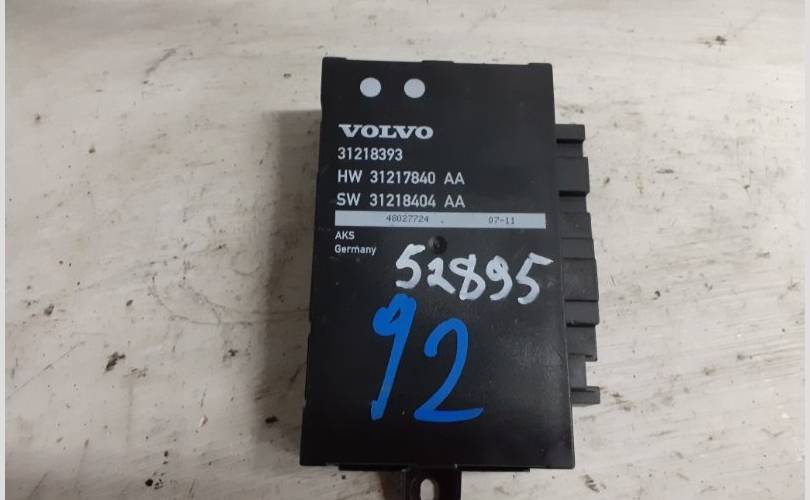 VOLVO
31218393
HW 31217840 AA
SW 31218404 AA
48027724 . 07-11
AKS
Germany
52895
92